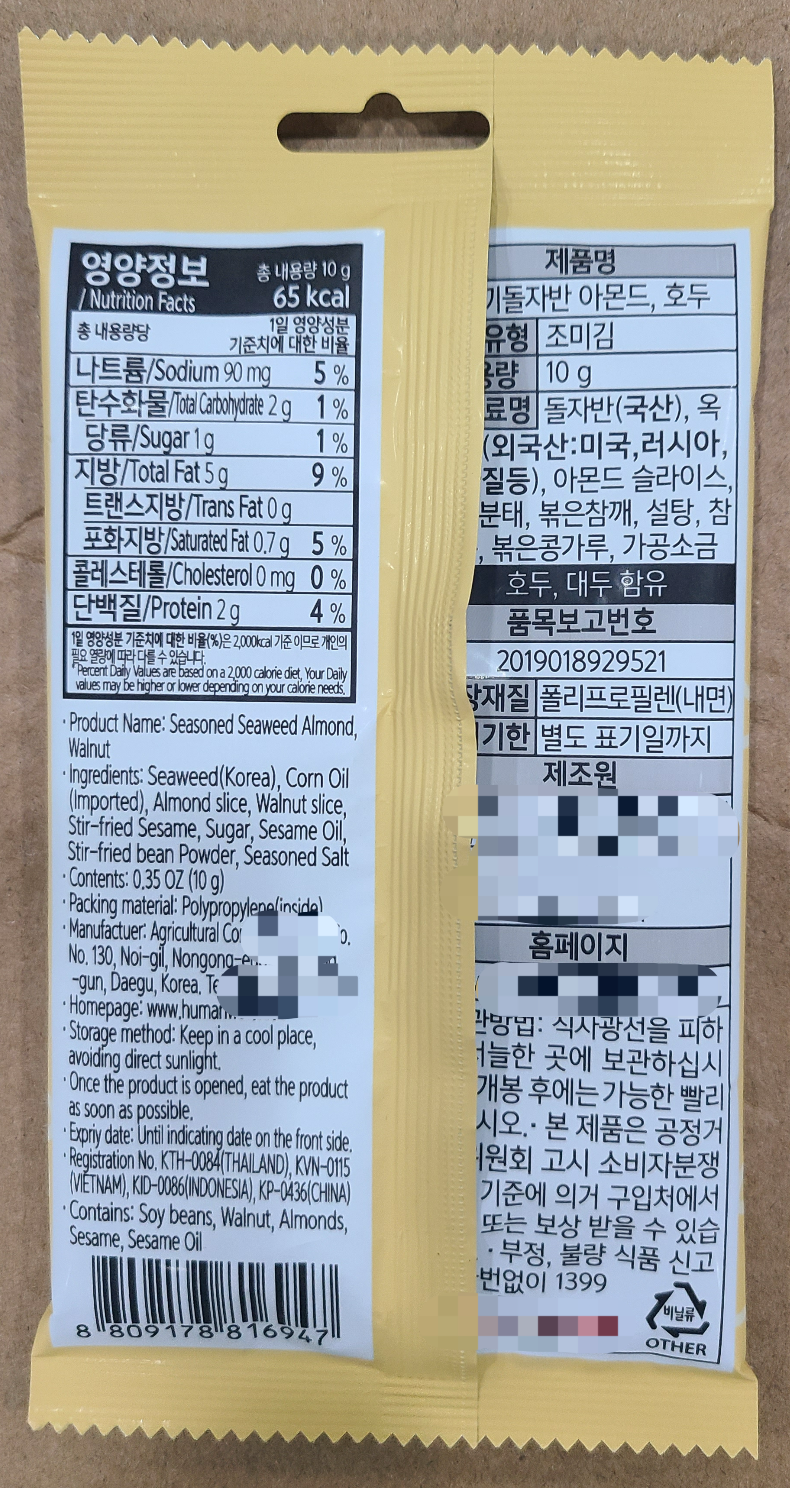 영양정보
/ Nutrition Facts
총 내용량 10 g
65 kcal
총 내용량당
1일 영양성분
기준치에 대한 비율
나트륨/Sodium 90 mg 5 %
탄수화물/Total Carbohydrate 2 g 1 %
당류/Sugar 1 g 1 %
지방/Total Fat 5 g 9 %
트랜스지방/Trans Fat 0 g
포화지방/Saturated Fat 0.7 g 5 %
콜레스테롤/Cholesterol 0 mg 0 %
단백질/Protein 2 g 4 %
1일 영양성분 기준치에 대한 비율(%)은 2,000kcal 기준 이므로 개인의
필요 열량에 따라 다를 수 있습니다.
*Percent Daily Values are based on a 2,000 calorie diet, Your Daily
values may be higher or lower depending on your calorie needs.
· Product Name: Seasoned Seaweed Almond,
Walnut
· Ingredients: Seaweed(Korea), Corn Oil
(Imported), Almond slice, Walnut slice,
Stir-fried Sesame, Sugar, Sesame Oil,
Stir-fried bean Powder, Seasoned Salt
· Contents: 0.35 OZ (10 g)
· Packing material: Polypropylene(inside)
· Manufactuer: Agricultural
No. 130, Noi-gil,
-gun, Daegu, Korea,
· Homepage:
· Storage method: Keep in a cool place,
avoiding direct sunlight.
· Once the product is opened, eat the product
as soon as possible.
· Expriy date: Until indicating date on the front side.
· Registration No. KTH-0084(THAILAND), KVN-0115
(VIETNAM), KID-0086(INDONESIA), KP-0436(CHINA)
· Contains: Soy beans, Walnut, Almonds,
Sesame, Sesame Oil
8 809178 816947
제품명
기돌자반 아몬드, 호두
유형 조미김
용량 10 g
료명 돌자반(국산), 옥
(외국산:미국,러시아,
질등), 아몬드 슬라이스,
분태, 볶은참깨, 설탕, 참
, 볶은콩가루, 가공소금
호두, 대두 함유
품목보고번호
2019018929521
장재질 폴리프로필렌(내면)
기한 별도 표기일까지
제조원
홈페이지
관방법: 직사광선을 피하
서늘한 곳에 보관하십시
개봉 후에는 가능한 빨리
시오. · 본 제품은 공정거
위원회 고시 소비자분쟁
기준에 의거 구입처에서
또는 보상 받을 수 있습
· 부정, 불량 식품 신고
번없이 1399
비닐류
OTHER